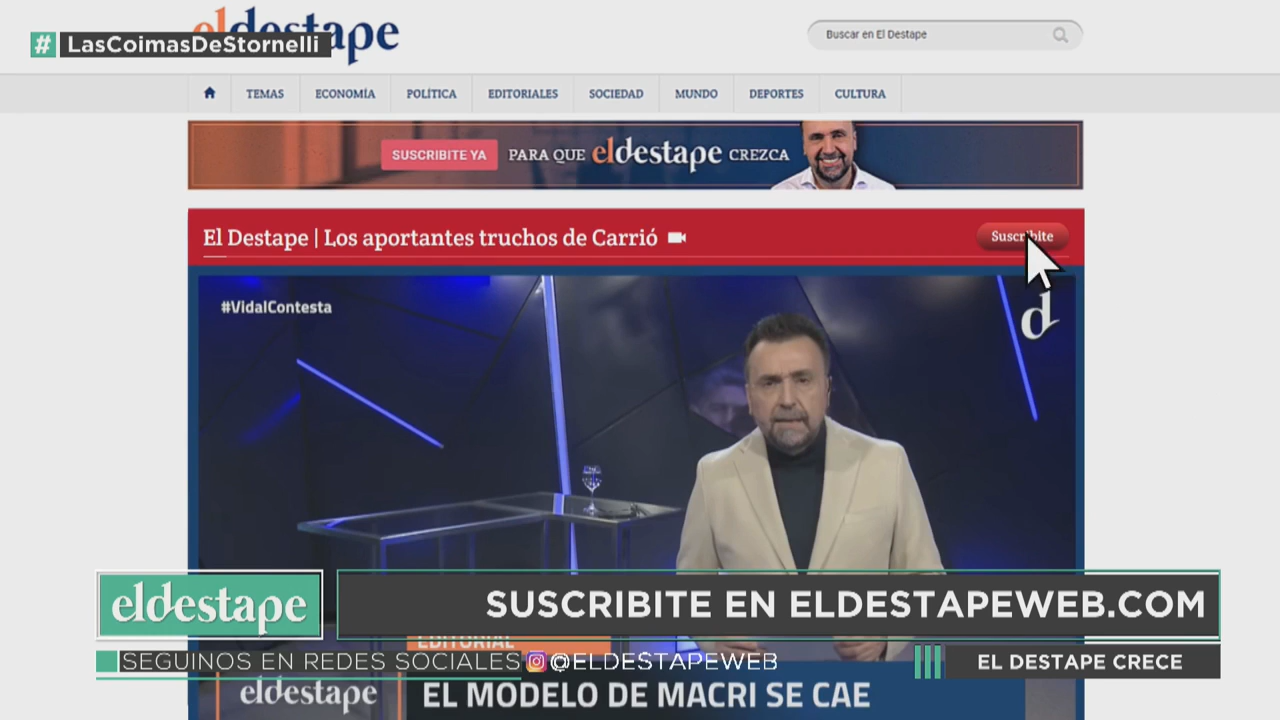 eldestape
# LasCoimasDeStornelli
Buscar en El Destape
TEMAS ECONOMÍA POLÍTICA EDITORIALES SOCIEDAD MUNDO DEPORTES CULTURA
SUSCRIBITE YA PARA QUE eldestape CREZCA
El Destape | Los aportantes truchos de Carrió
Suscribite
#VidalContesta
d
eldestape
SUSCRIBITE EN ELDESTAPEWEB.COM
EDITORIAL
SEGUINOS EN REDES SOCIALES @ELDESTAPEWEB
EL DESTAPE CRECE
eldestape
EL MODELO DE MACRI SE CAE